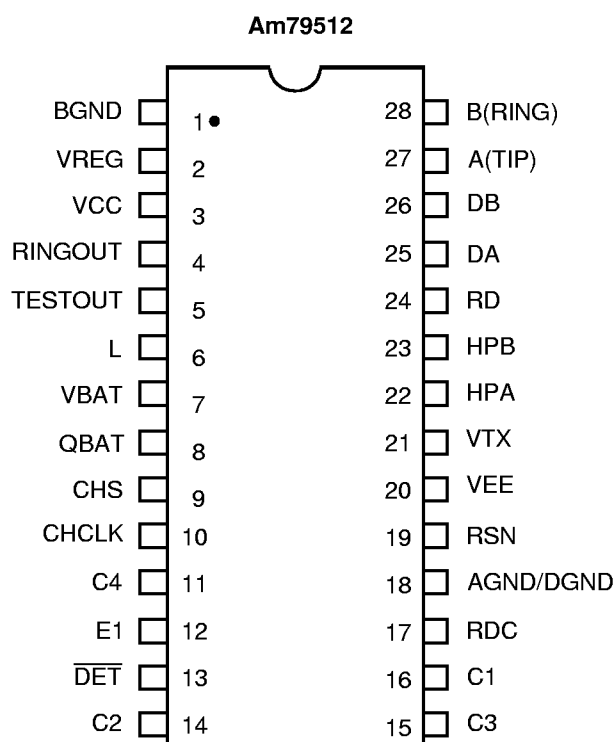 Am79512
BGND 1 28 B(RING)
VREG 2 27 A(TIP)
VCC 3 26 DB
RINGOUT 4 25 DA
TESTOUT 5 24 RD
L 6 23 HPB
VBAT 7 22 HPA
QBAT 8 21 VTX
CHS 9 20 VEE
CHCLK 10 19 RSN
C4 11 18 AGND/DGND
E1 12 17 RDC
D̅E̅T̅ 13 16 C1
C2 14 15 C3